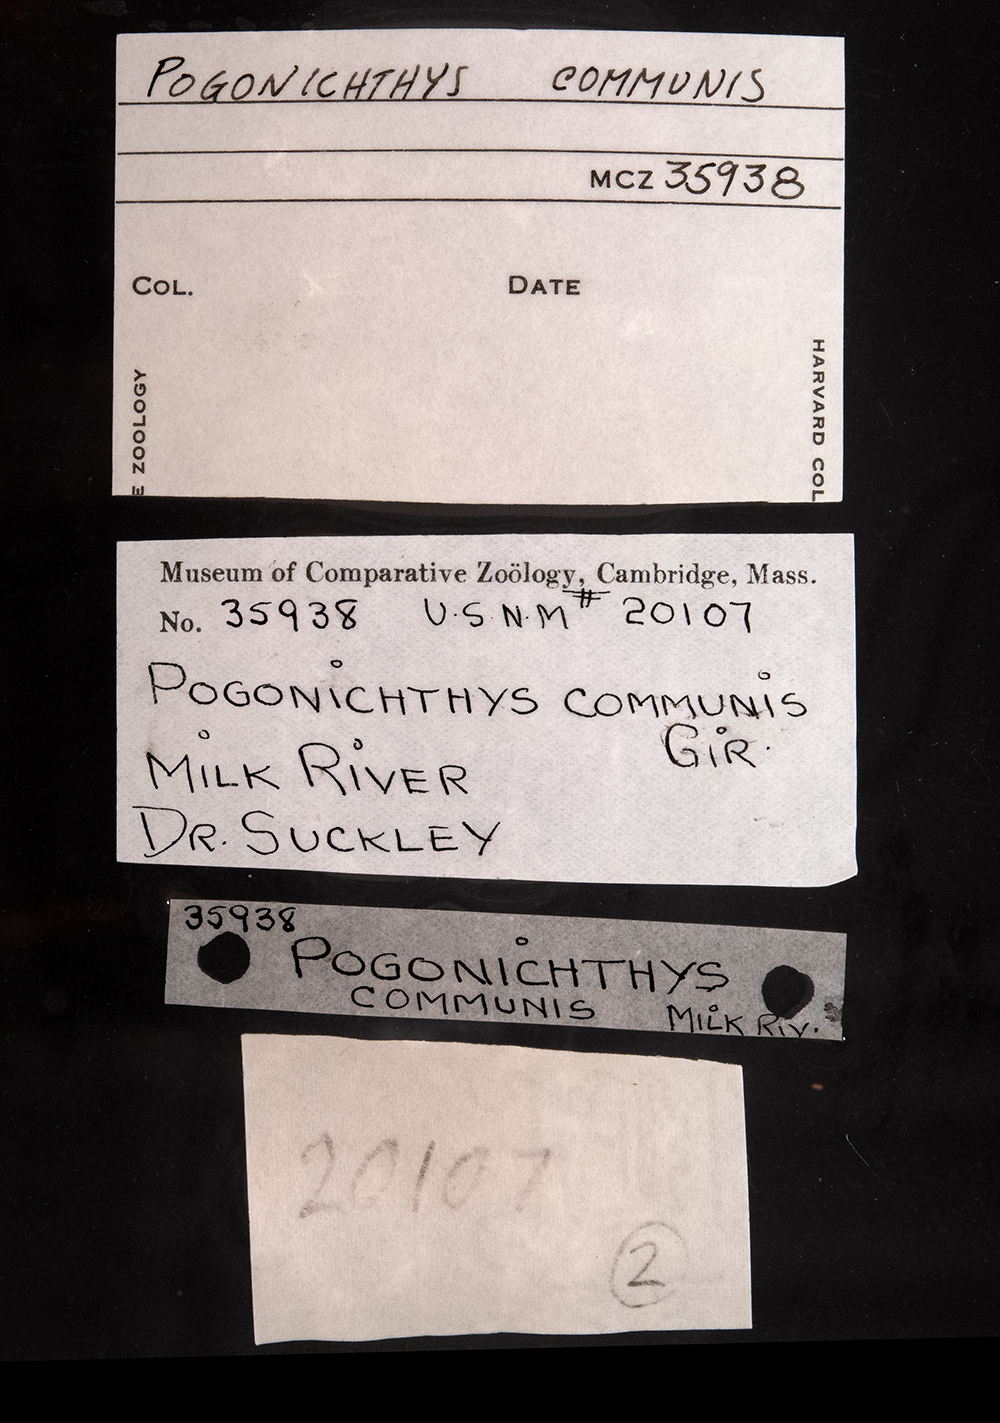 POGONICHTHYS COMMUNIS
MCZ 35938
COL. DATE
E ZOOLOGY
HARVARD COL
Museum of Comparative Zoölogy, Cambridge, Mass.
No. 35938 U.S.N.M # 20107
POGONICHTHYS COMMUNIS
GIR.
MILK RIVER
DR. SUCKLEY
35938
POGONICHTHYS
COMMUNIS MILK RIV.
20107
2